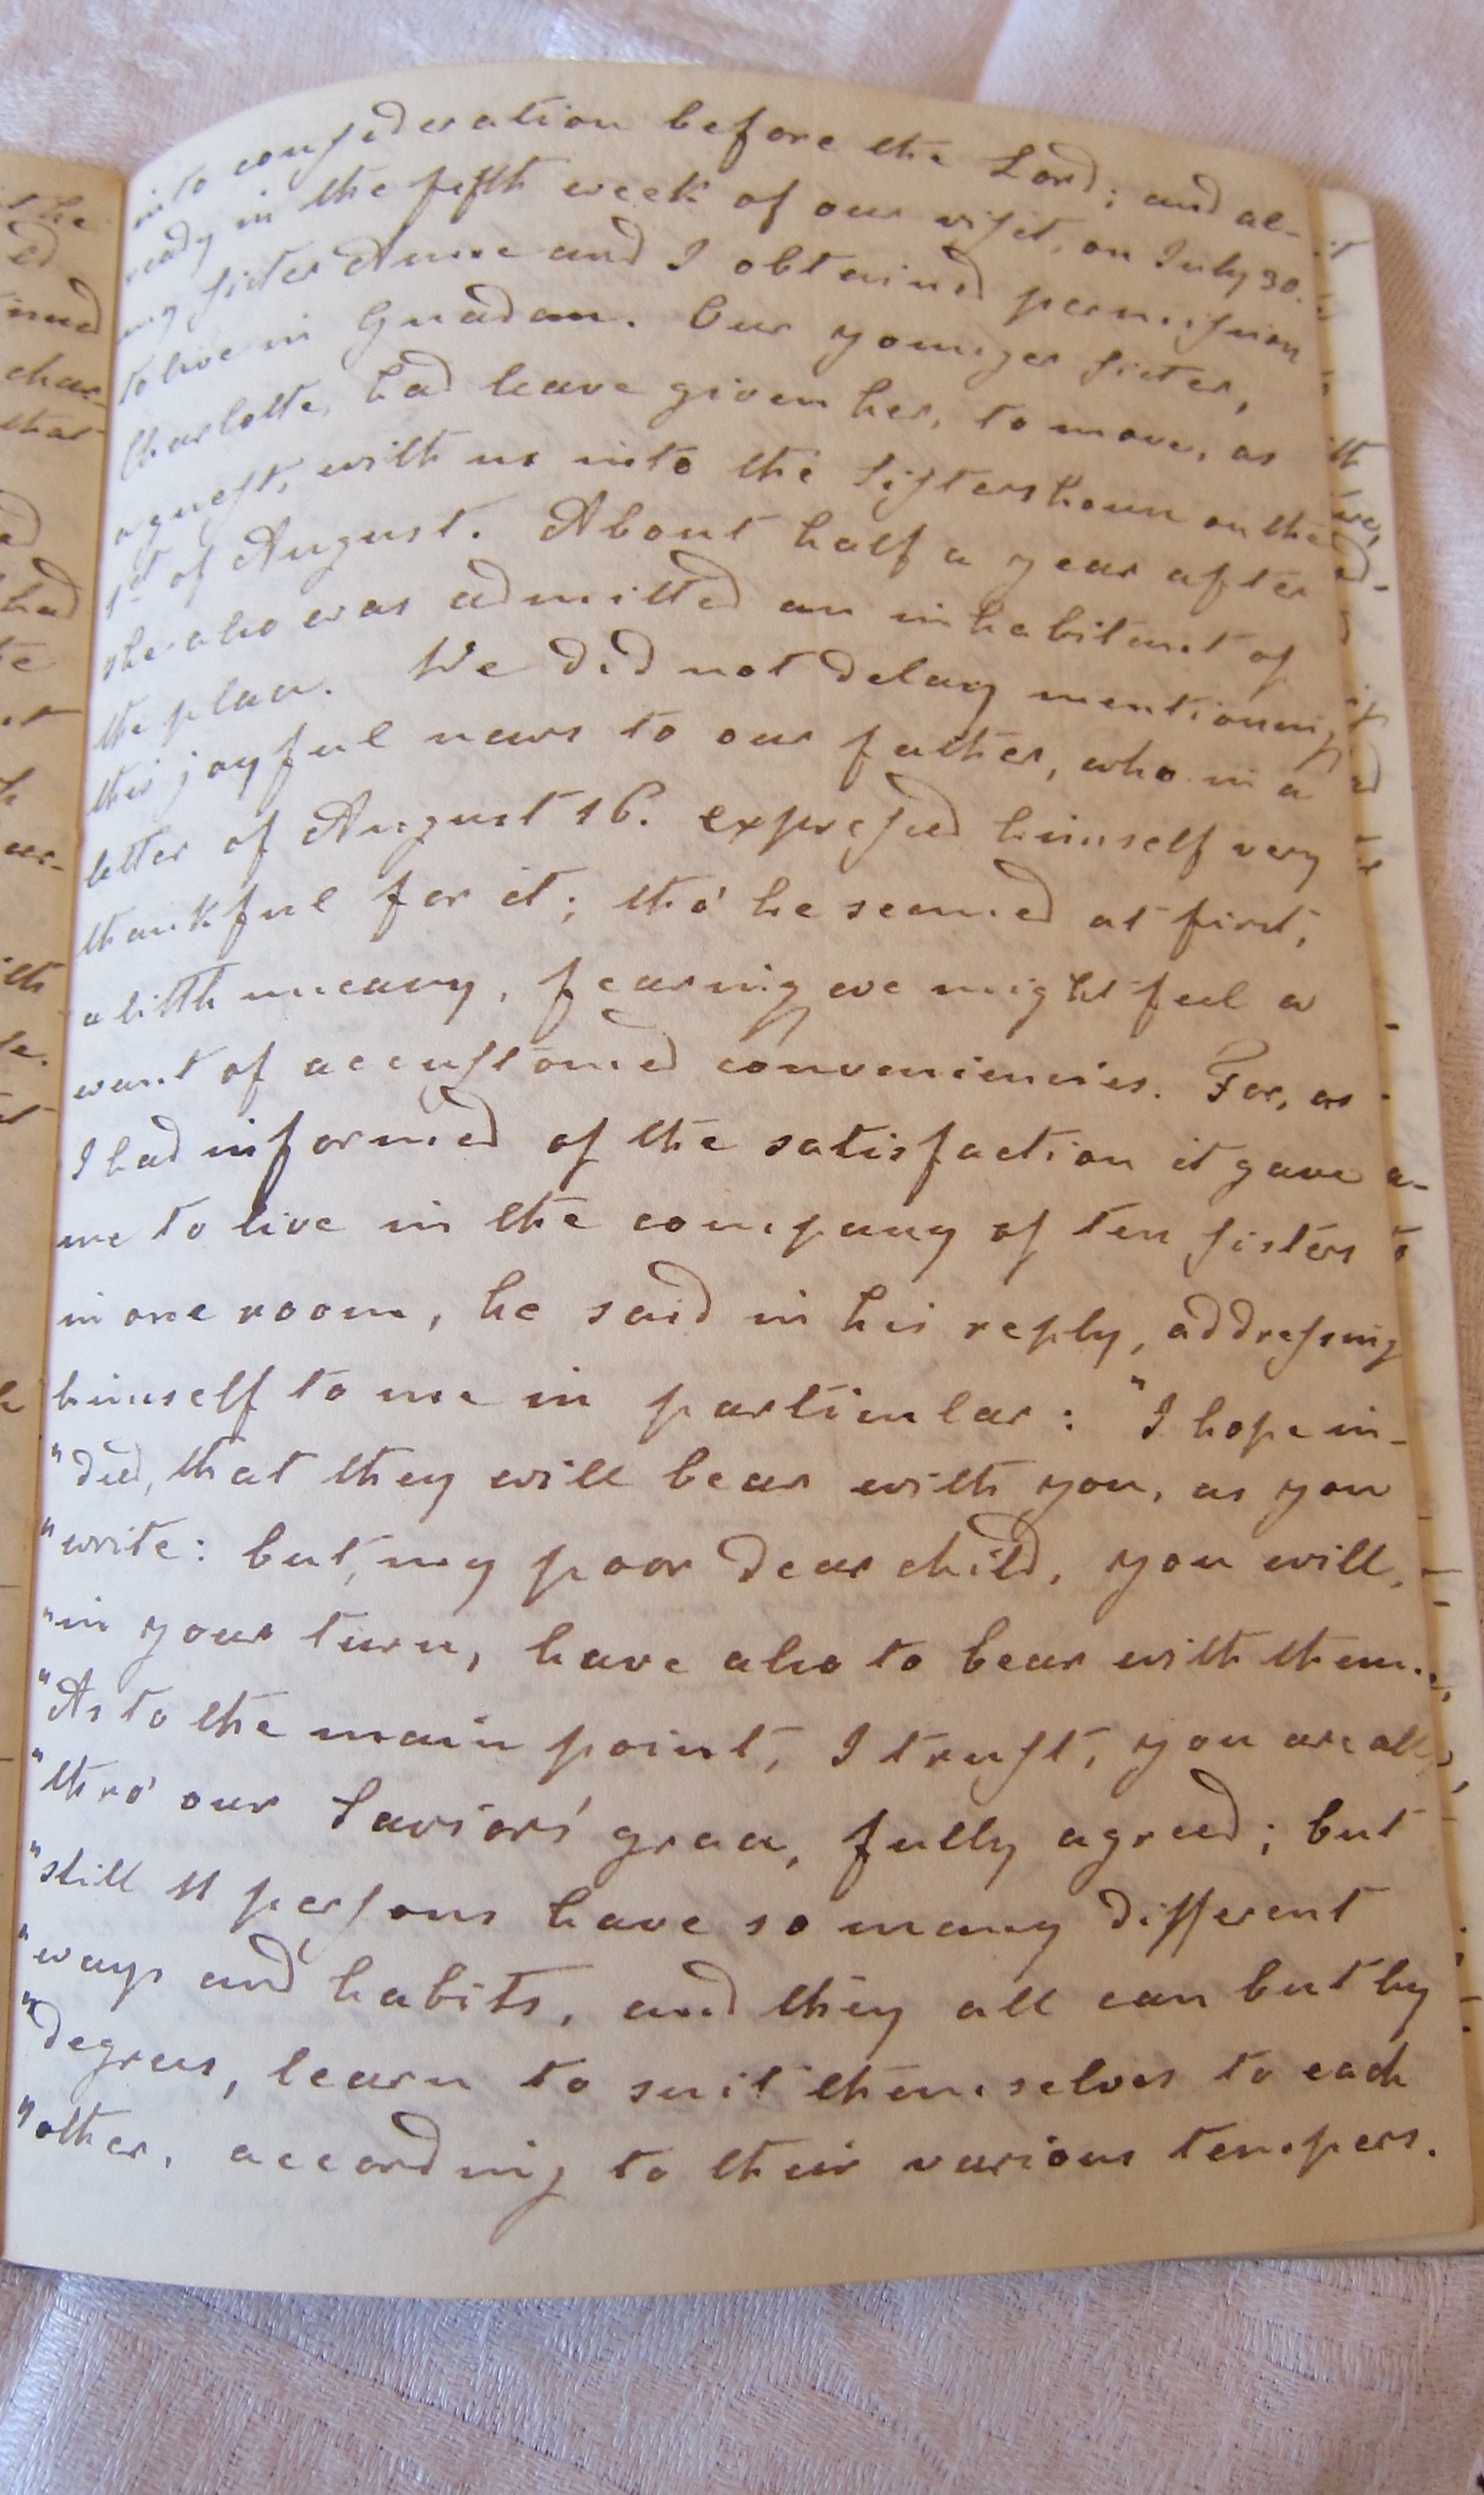 into consideration before the Lord; and al-
ready in the fifth week of our visit, on July 30.
my sister Anne and I obtained permission
to live in Gnadau. Our younger sister,
Charlotte, had leave given her, to move, as
a guest, with us into the Sistershouse on the
1st of August. About half a year after
she also was admitted an inhabitant of
the place. We did not delay mentioning
this joyful news to our father, who in a
letter of August 16. expressed himself very
thankful for it; tho' he seemed at first,
a little uneasy, fearing we might feel a
want of accustomed conveniencies. For, as
I had informed of the satisfaction it gave
me to live in the company of ten sisters
in one room, he said in his reply, addressing
himself to me in particular: "I hope in-
"deed, that they will bear with you, as you
"write: but, my poor dear child, you will,
"in your turn, have also to bear with them.
"As to the main point, I trust, you are all,
"thro' our Saviors' grace, fully agreed; but
"still 11 persons have so many different
"ways and habits, and they all can but by
"degrees, learn to suit themselves to each
"other, according to their various tempers.